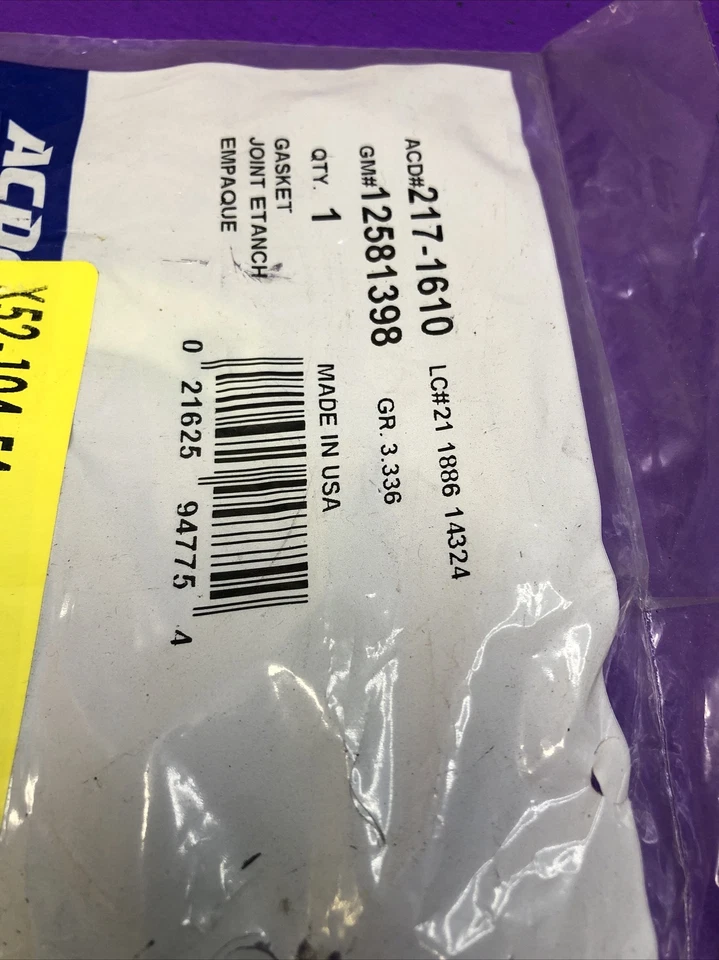 ACD#217-1610 LC#21 1886 14324
GM#12581398 GR. 3.336
QTY. 1 MADE IN USA
GASKET
JOINT ETANCH
EMPAQUE
0 21625 94775 4